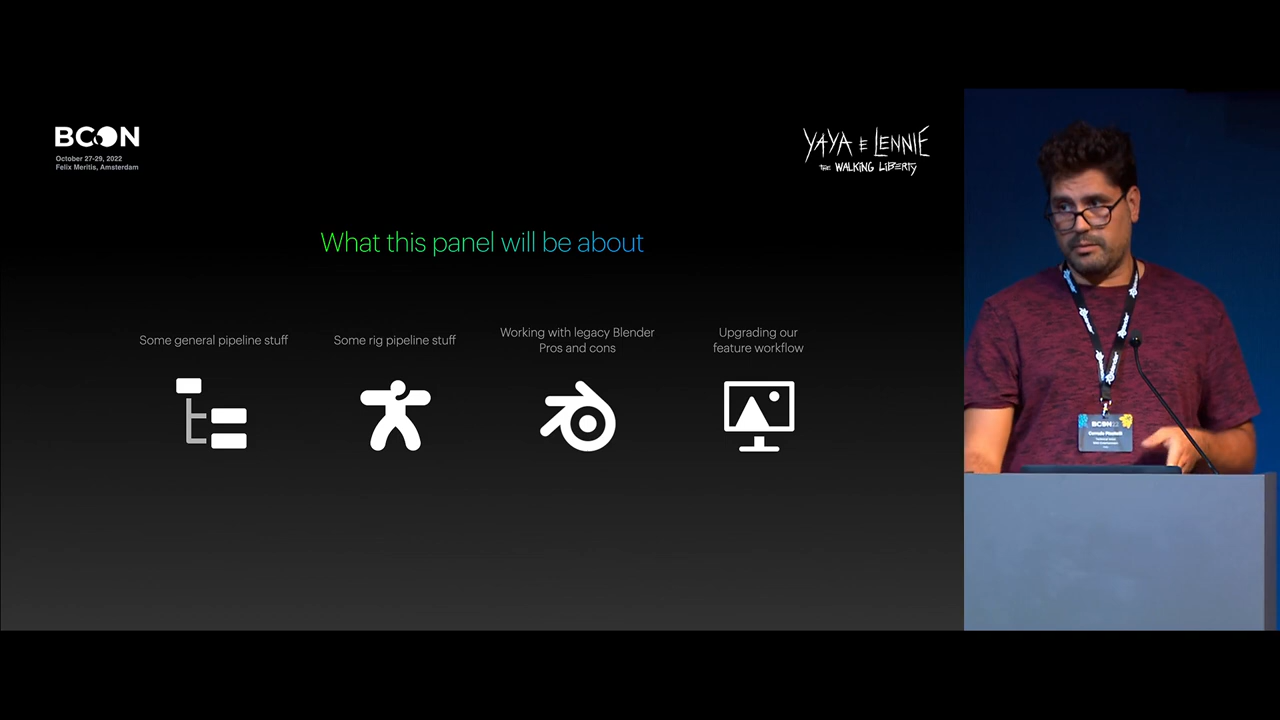 BCON
October 27-29, 2022
Felix Meritis, Amsterdam
YAYA E LENNIE
THE WALKING LIBERTY
What this panel will be about
Some general pipeline stuff
Some rig pipeline stuff
Working with legacy Blender
Pros and cons
Upgrading our
feature workflow
BCON22